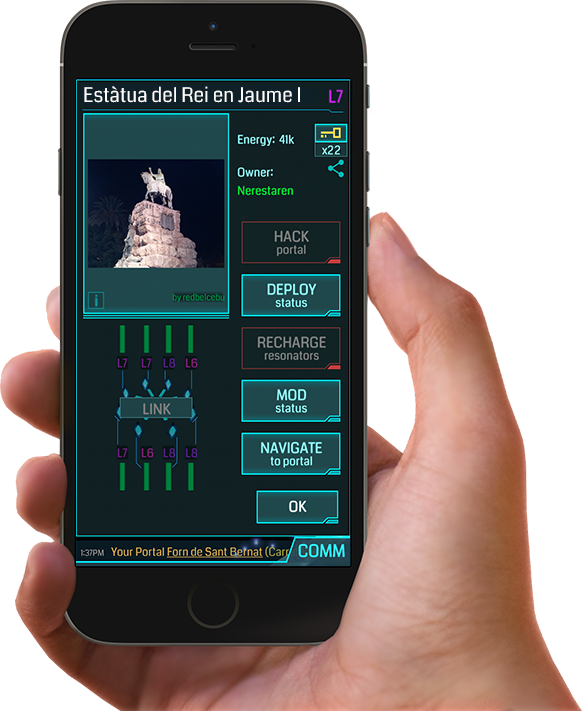 Estàtua del Rei en Jaume I
L7
Energy: 41k
x22
Owner:
Nerestaren
HACK
portal
i
by redbelcebu
DEPLOY
status
L7 L7 L8 L6
RECHARGE
resonators
LINK
MOD
status
L7 L6 L8 L8
NAVIGATE
to portal
OK
1:37PM Your Portal Forn de Sant Bernat (Carr
COMM